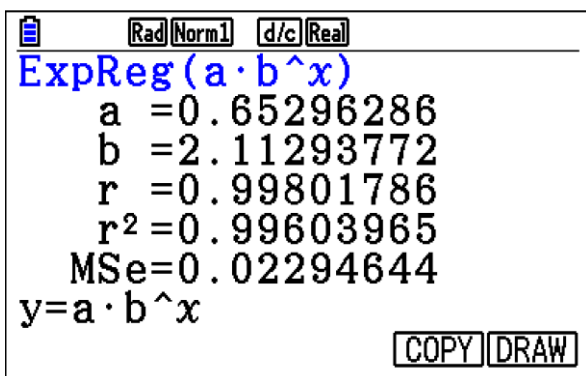 Rad Norm1 d/c Real
ExpReg(a·b^x)
a =0.65296286
b =2.11293772
r =0.99801786
r²=0.99603965
MSe=0.02294644
y=a·b^x
COPY DRAW